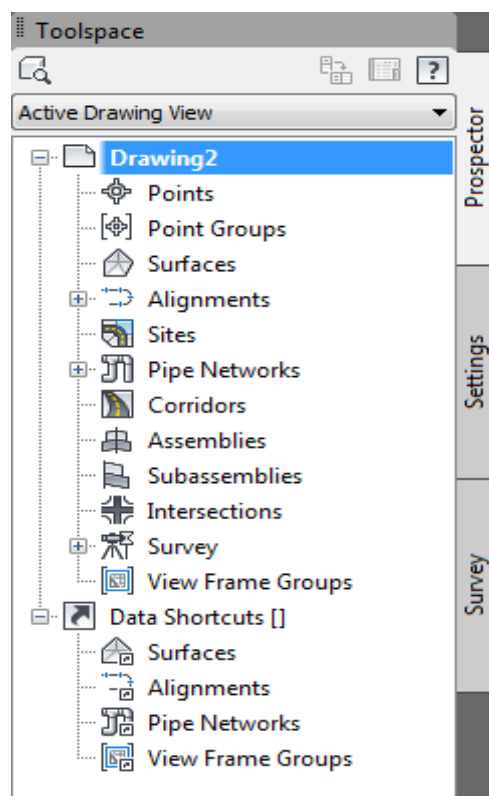 Toolspace
?
Active Drawing View
Drawing2
Points
Point Groups
Surfaces
Alignments
Sites
Pipe Networks
Corridors
Assemblies
Subassemblies
Intersections
Survey
View Frame Groups
Data Shortcuts []
Surfaces
Alignments
Pipe Networks
View Frame Groups
Prospector
Settings
Survey